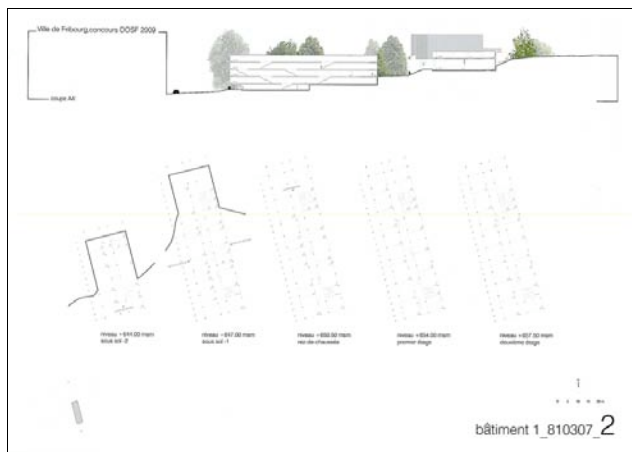 Ville de Fribourg.concours DOSF 2009
coupe AA
niveau +644.00 msm
sous sol -2
niveau +647.00 msm
sous sol -1
niveau +650.50 msm
rez de chaussée
niveau +654.00 msm
premier étage
niveau +657.50 msm
deuxième étage
bâtiment 1_810307_2